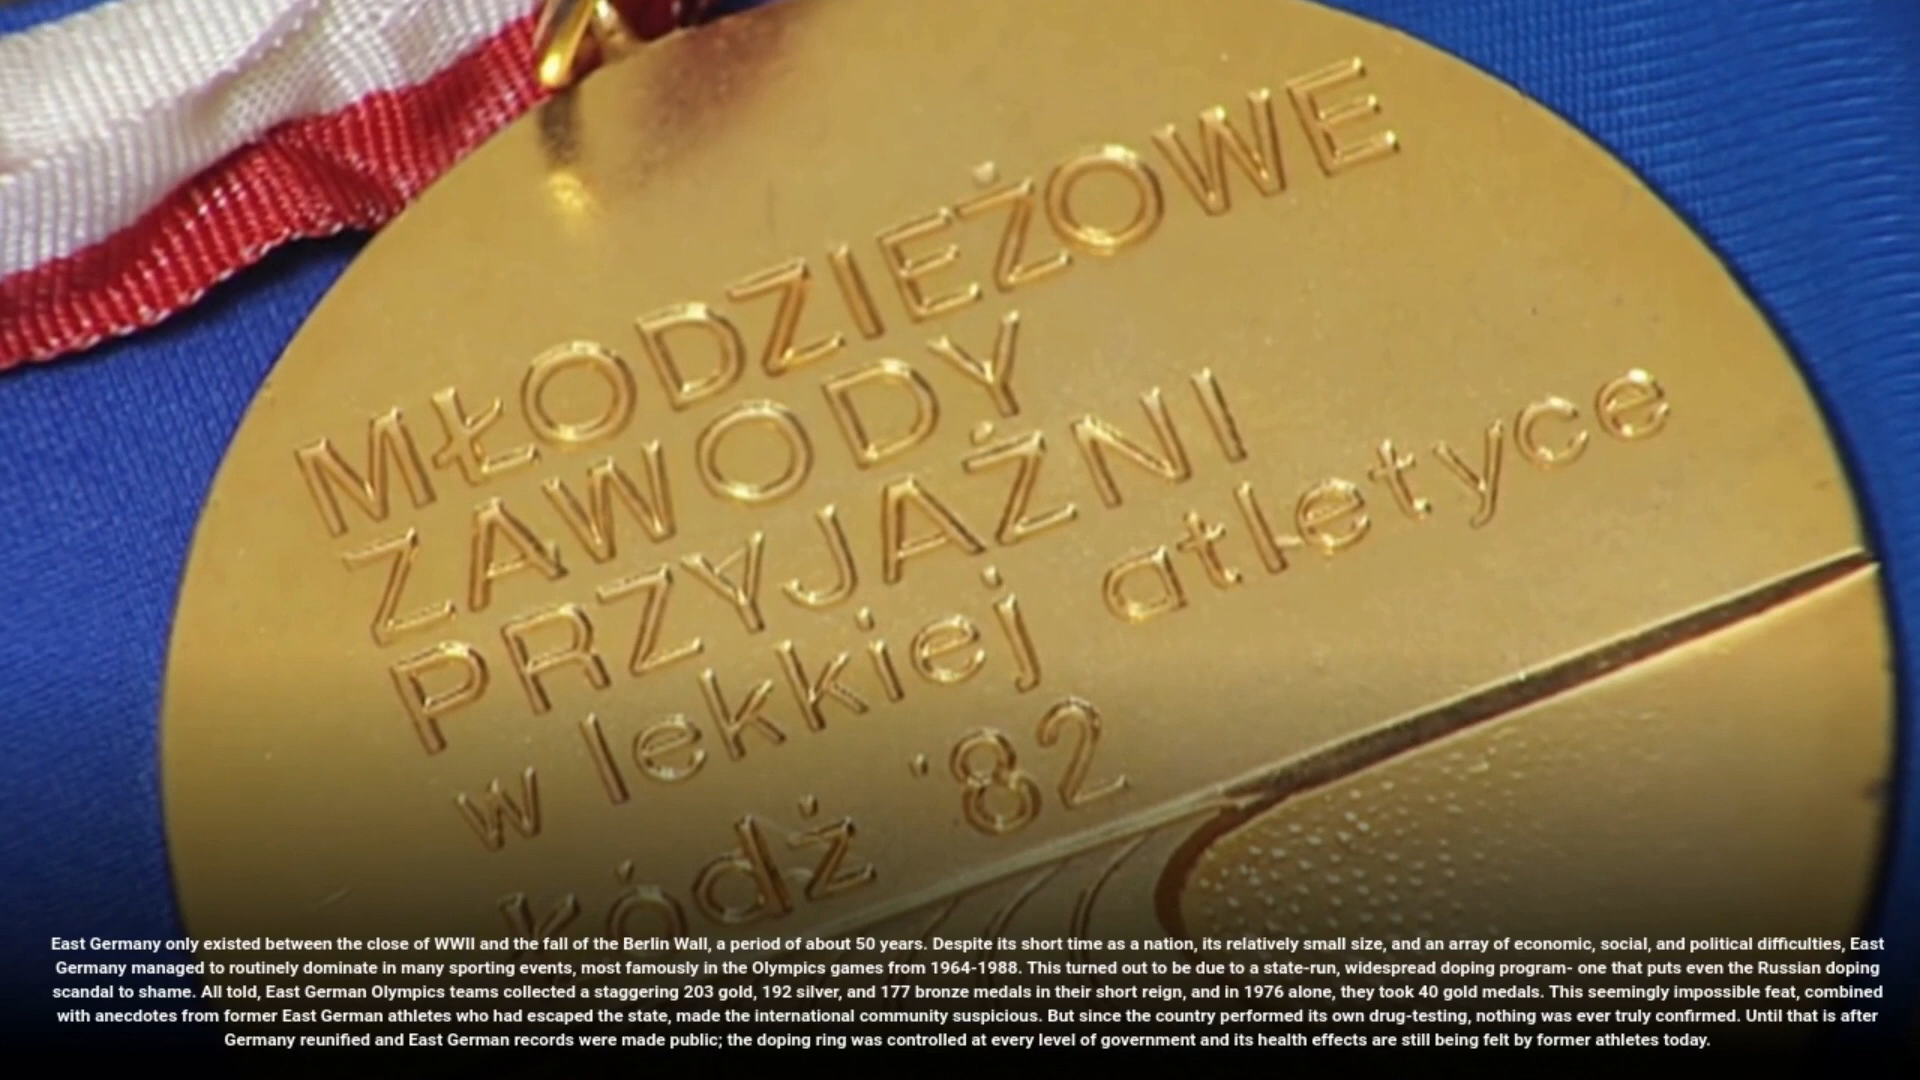 MŁODZIEŻOWE
ZAWODY
PRZYJAŹNI
w lekkiej atletyce
Łódź '82
East Germany only existed between the close of WWII and the fall of the Berlin Wall, a period of about 50 years. Despite its short time as a nation, its relatively small size, and an array of economic, social, and political difficulties, East
Germany managed to routinely dominate in many sporting events, most famously in the Olympics games from 1964-1988. This turned out to be due to a state-run, widespread doping program- one that puts even the Russian doping
scandal to shame. All told, East German Olympics teams collected a staggering 203 gold, 192 silver, and 177 bronze medals in their short reign, and in 1976 alone, they took 40 gold medals. This seemingly impossible feat, combined
with anecdotes from former East German athletes who had escaped the state, made the international community suspicious. But since the country performed its own drug-testing, nothing was ever truly confirmed. Until that is after
Germany reunified and East German records were made public; the doping ring was controlled at every level of government and its health effects are still being felt by former athletes today.